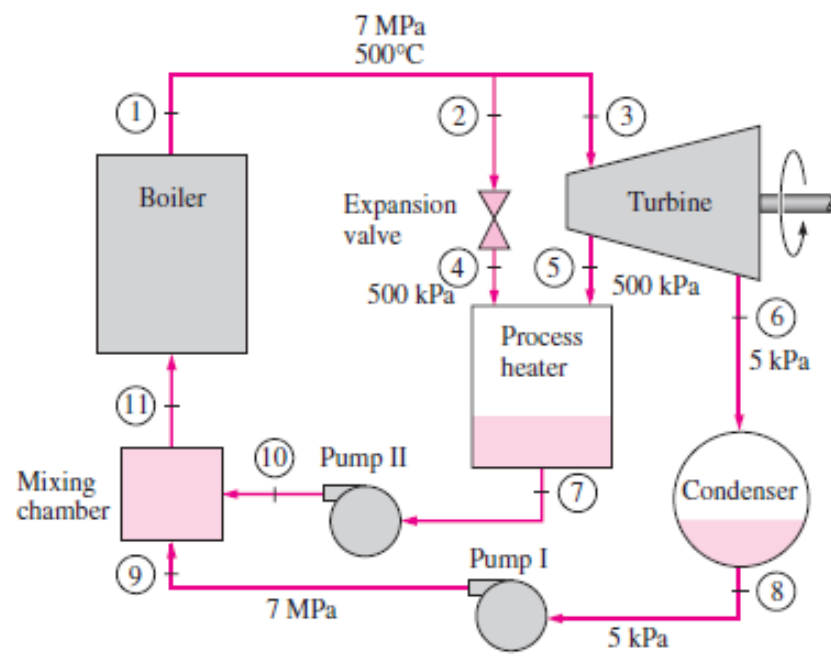 7 MPa
500°C
1
2
3
Boiler
Expansion
valve
Turbine
4
5
500 kPa
500 kPa
6
5 kPa
Process
heater
11
10
Pump II
7
Mixing
chamber
Condenser
9
Pump I
8
7 MPa
5 kPa